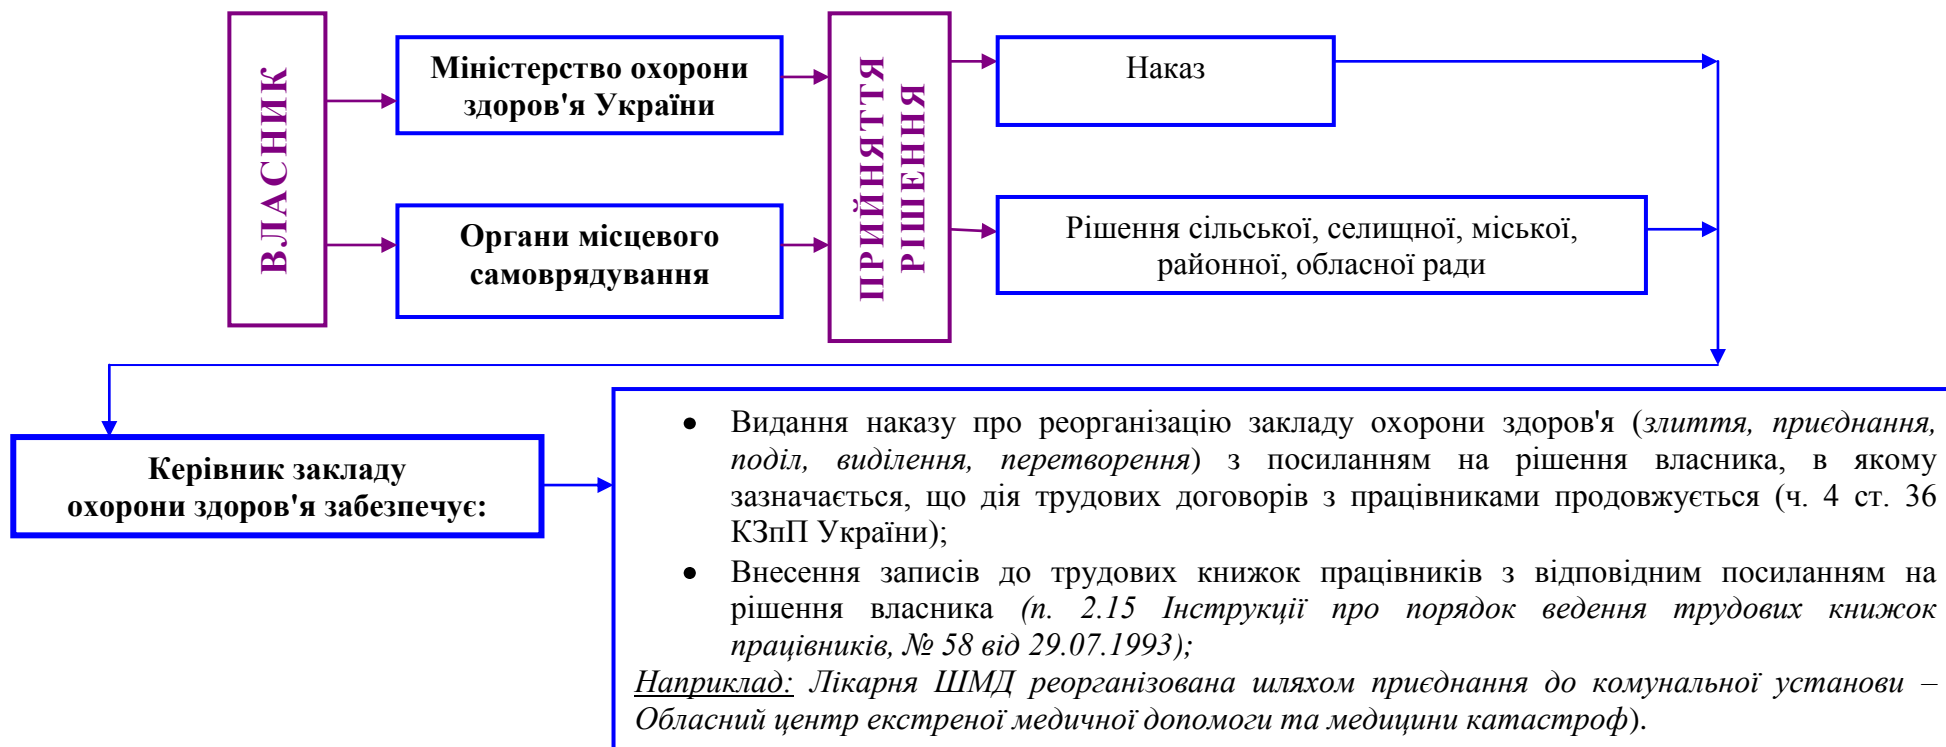 ВЛАСНИК
Міністерство охорони
здоров'я України
Органи місцевого
самоврядування
ПРИЙНЯТТЯ
РІШЕННЯ
Наказ
Рішення сільської, селищної, міської,
районної, обласної ради
Керівник закладу
охорони здоров'я забезпечує:
• Видання наказу про реорганізацію закладу охорони здоров'я (злиття, приєднання,
поділ, виділення, перетворення) з посиланням на рішення власника, в якому
зазначається, що дія трудових договорів з працівниками продовжується (ч. 4 ст. 36
КЗпП України);
• Внесення записів до трудових книжок працівників з відповідним посиланням на
рішення власника (п. 2.15 Інструкції про порядок ведення трудових книжок
працівників, № 58 від 29.07.1993);
Наприклад: Лікарня ШМД реорганізована шляхом приєднання до комунальної установи –
Обласний центр екстреної медичної допомоги та медицини катастроф).